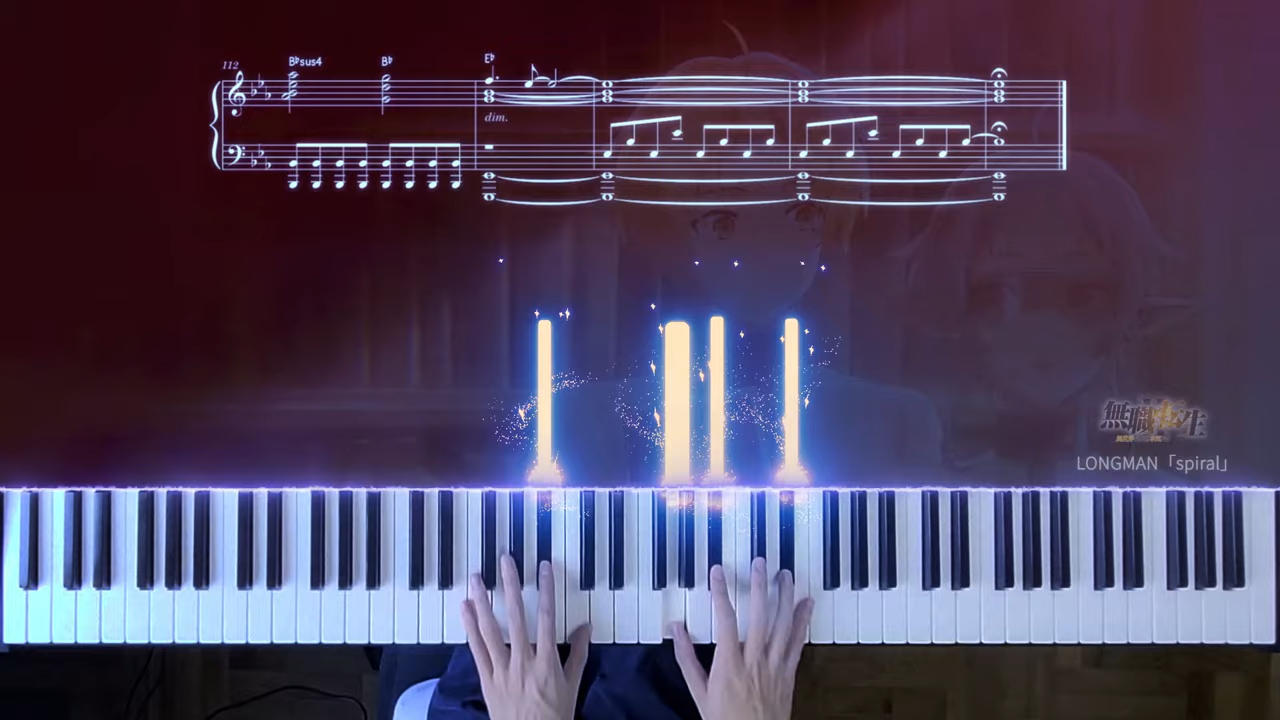 112
B♭sus4
B♭
E♭
dim.
無職転生
LONGMAN「spiral」